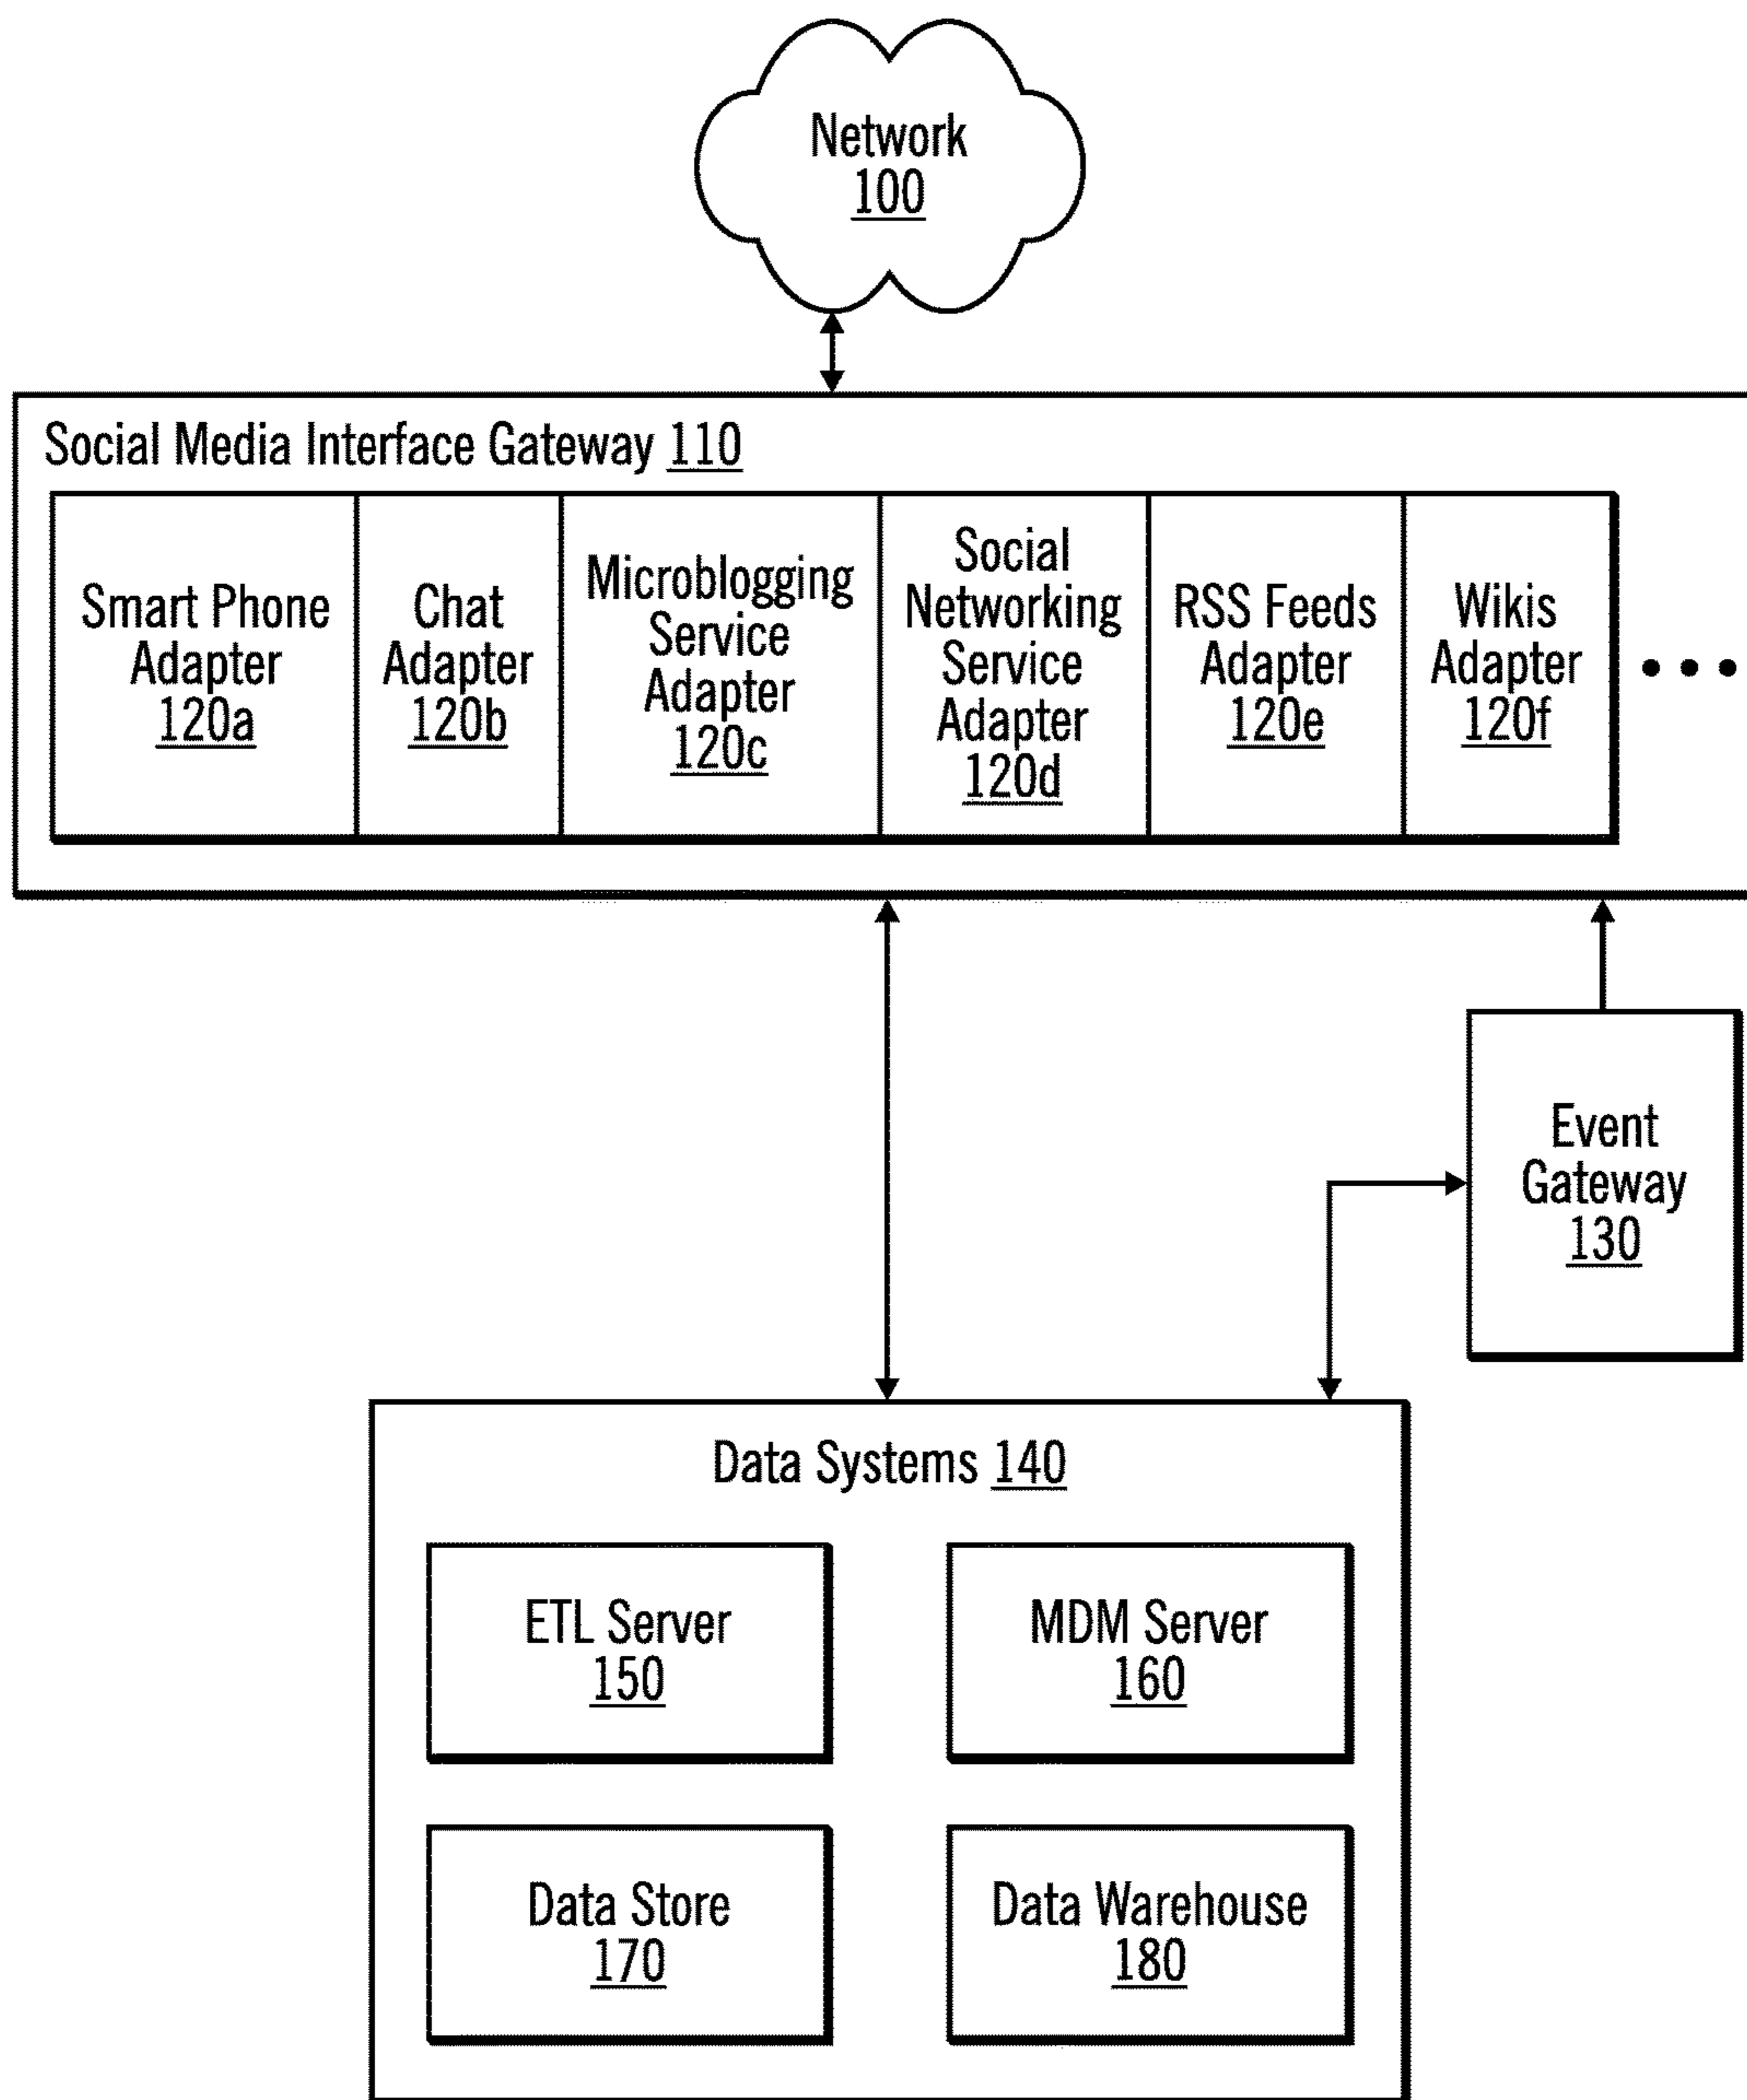 Network
100
Social Media Interface Gateway 110
Smart Phone
Adapter
120a
Chat
Adapter
120b
Microblogging
Service
Adapter
120c
Social
Networking
Service
Adapter
120d
RSS Feeds
Adapter
120e
Wikis
Adapter
120f
• • •
Event
Gateway
130
Data Systems 140
ETL Server
150
MDM Server
160
Data Store
170
Data Warehouse
180